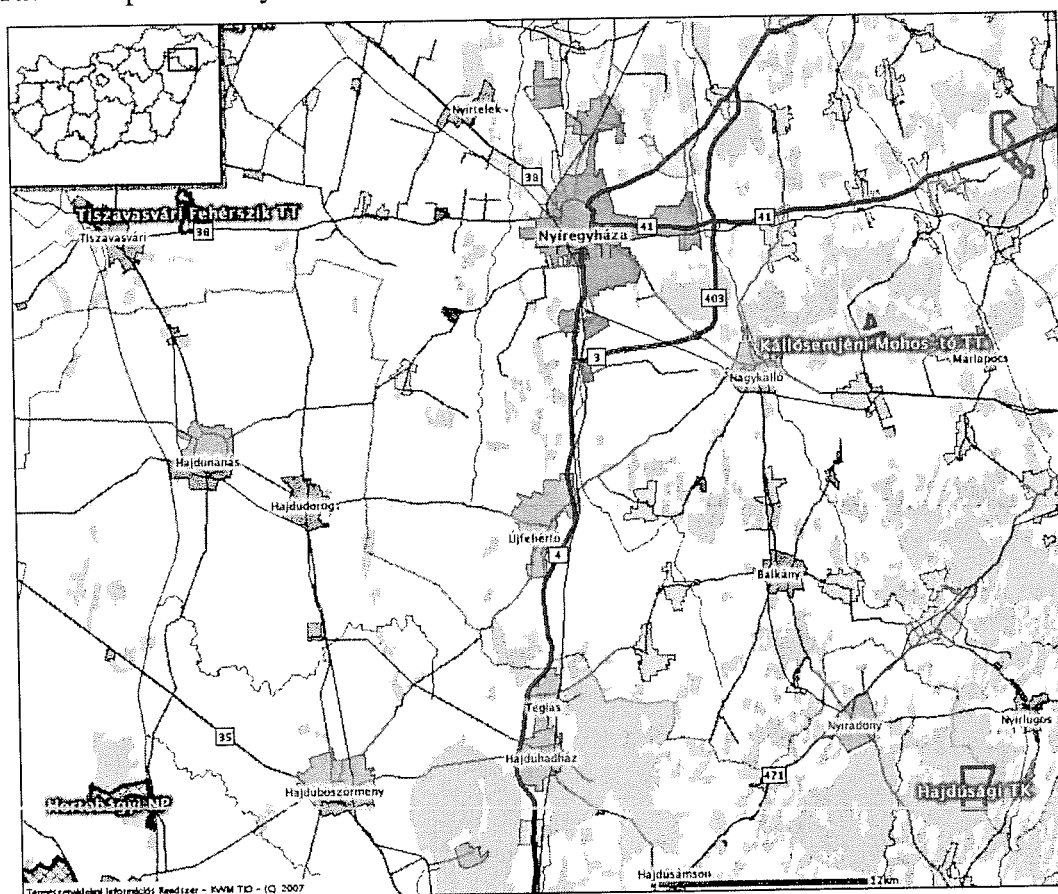 Nyírtelek
38
Tiszavasvári Fehérszik TT
38
Tiszavasvári
Nyíregyháza
41
41
403
Kállósemjéni Mohos-tó TT
3
Máriapócs
Nagykálló
Hajdúnánás
Hajdúdorog
Újfehértó
4
Balkány
Téglás
Nyíradony
Nyírlugos
35
Hajdúhadház
471
Hajdúböszörmény
Hortobágyi NP
Hajdúsági TK
Hajdúsámson
17km
Természetvédelmi Információs Rendszer - KvVM TIO - (C) 2007